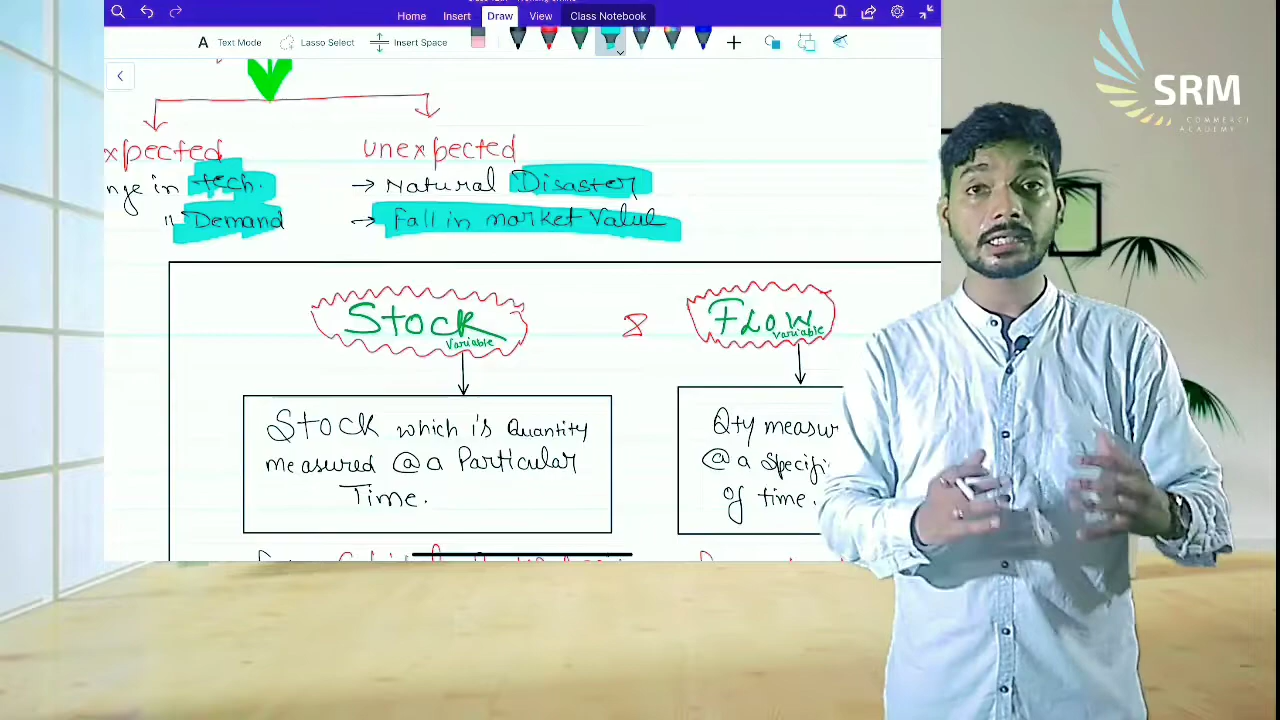 Home Insert Draw View Class Notebook
Text Mode Lasso Select Insert Space
SRM
COMMERCE
ACADEMY
xpected unexpected
nge in tech. → Natural Disaster
" Demand → Fall in market Value
Stock & Flow
Variable Variable
Stock which is Quantity
measured @ a Particular
Time.
Qty measur
@ a Specifi
of time.